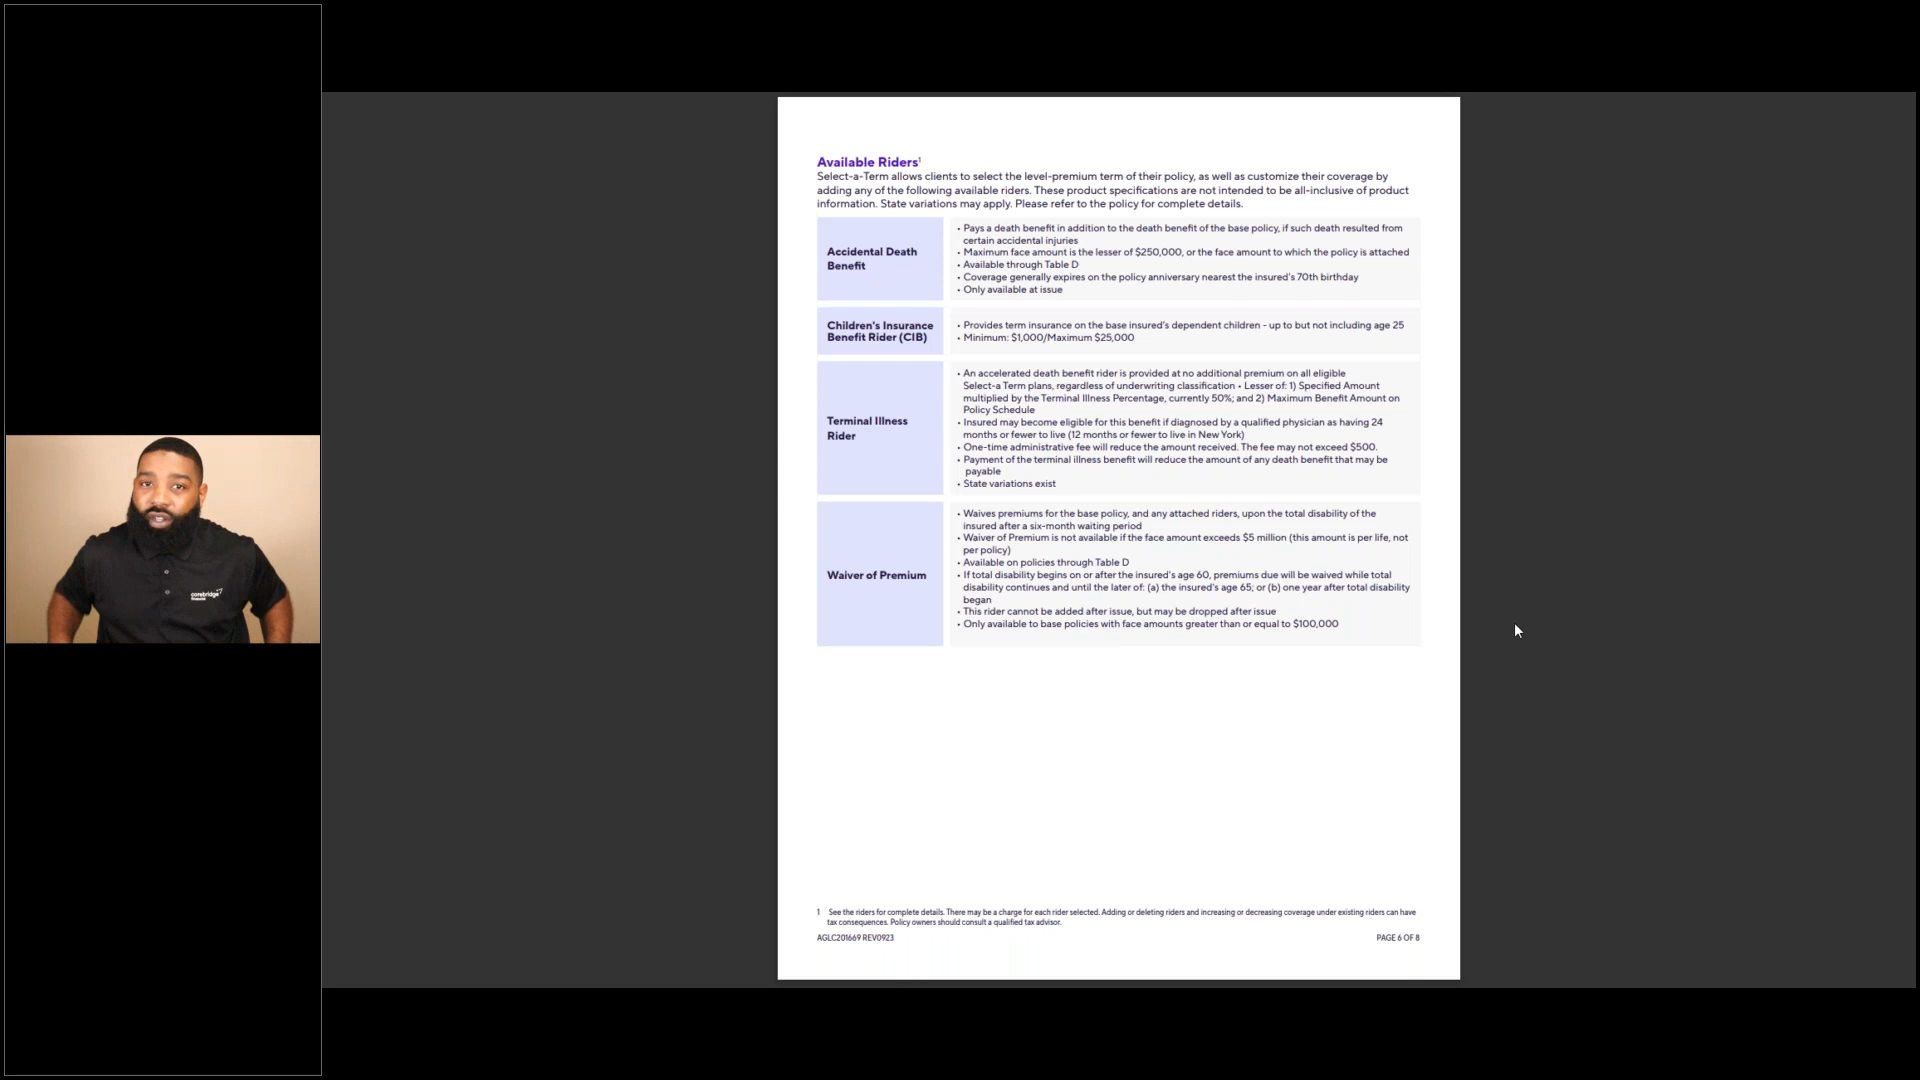 Available Riders¹
Select-a-Term allows clients to select the level-premium term of their policy, as well as customize their coverage by
adding any of the following available riders. These product specifications are not intended to be all-inclusive of product
information. State variations may apply. Please refer to the policy for complete details.
Accidental Death
Benefit
• Pays a death benefit in addition to the death benefit of the base policy, if such death resulted from
certain accidental injuries
• Maximum face amount is the lesser of $250,000, or the face amount to which the policy is attached
• Available through Table D
• Coverage generally expires on the policy anniversary nearest the insured's 70th birthday
• Only available at issue
Children's Insurance
Benefit Rider (CIB)
• Provides term insurance on the base insured's dependent children - up to but not including age 25
• Minimum: $1,000/Maximum $25,000
Terminal Illness
Rider
• An accelerated death benefit rider is provided at no additional premium on all eligible
Select-a Term plans, regardless of underwriting classification • Lesser of: 1) Specified Amount
multiplied by the Terminal Illness Percentage, currently 50%; and 2) Maximum Benefit Amount on
Policy Schedule
• Insured may become eligible for this benefit if diagnosed by a qualified physician as having 24
months or fewer to live (12 months or fewer to live in New York)
• One-time administrative fee will reduce the amount received. The fee may not exceed $500.
• Payment of the terminal illness benefit will reduce the amount of any death benefit that may be
payable
• State variations exist
Waiver of Premium
• Waives premiums for the base policy, and any attached riders, upon the total disability of the
insured after a six-month waiting period
• Waiver of Premium is not available if the face amount exceeds $5 million (this amount is per life, not
per policy)
• Available on policies through Table D
• If total disability begins on or after the insured's age 60, premiums due will be waived while total
disability continues and until the later of: (a) the insured's age 65; or (b) one year after total disability
began
• This rider cannot be added after issue, but may be dropped after issue
• Only available to base policies with face amounts greater than or equal to $100,000
1 See the riders for complete details. There may be a charge for each rider selected. Adding or deleting riders and increasing or decreasing coverage under existing riders can have
tax consequences. Policy owners should consult a qualified tax advisor.
AGLC201669 REV0923
PAGE 6 OF 8
corebridge
financial